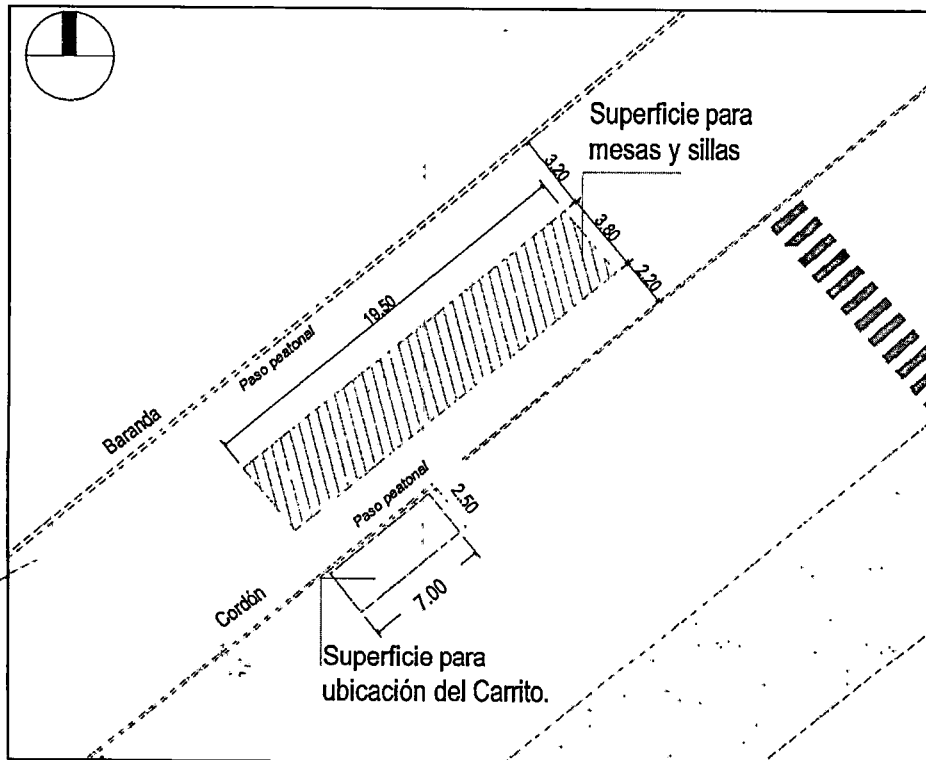 Superficie para
mesas y sillas
3.20
3.80
2.20
19.50
Paso peatonal
Baranda
Paso peatonal
2.50
7.00
Cordón
Superficie para
ubicación del Carrito.